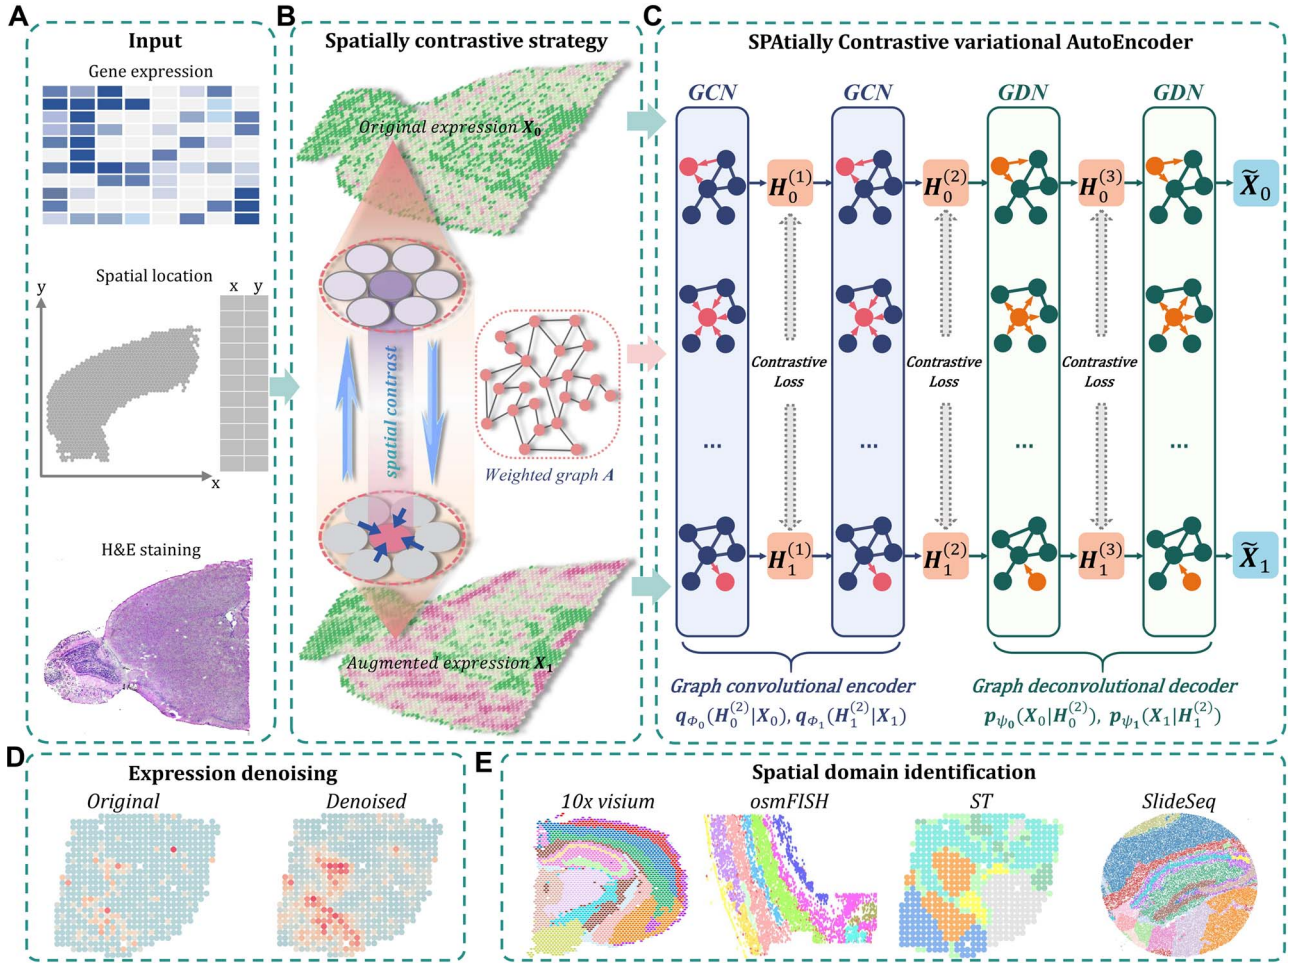 A
Input
Gene expression
Spatial location
y
x
x y
H&E staining
B
Spatially contrastive strategy
Original expression X₀
spatial contrast
Weighted graph A
Augmented expression X₁
C
SPAtially Contrastive variational AutoEncoder
GCN GCN GDN GDN
H₀⁽¹⁾ H₀⁽²⁾ H₀⁽³⁾ X̃₀
Contrastive Loss
Contrastive Loss
Contrastive Loss
... ... ... ...
H₁⁽¹⁾ H₁⁽²⁾ H₁⁽³⁾ X̃₁
Graph convolutional encoder
q_Φ₀(H₀⁽²⁾|X₀), q_Φ₁(H₁⁽²⁾|X₁)
Graph deconvolutional decoder
p_ψ₀(X₀|H₀⁽²⁾), p_ψ₁(X₁|H₁⁽²⁾)
D
Expression denoising
Original Denoised
E
Spatial domain identification
10x visium osmFISH ST SlideSeq